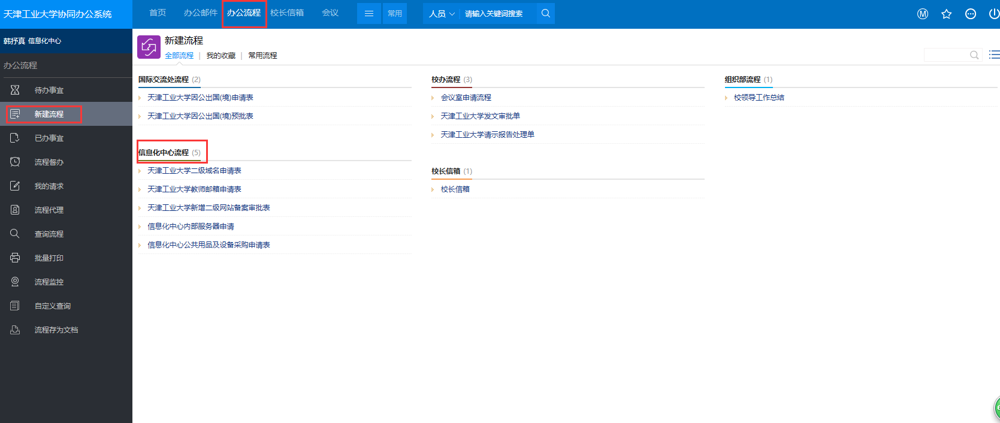 天津工业大学协同办公系统
首页 办公邮件 办公流程 校长信箱 会议 常用 人员 请输入关键词搜索
韩抒真 信息化中心
办公流程
待办事宜
新建流程
已办事宜
流程督办
我的请求
流程代理
查询流程
批量打印
流程监控
自定义查询
流程存为文档
新建流程
全部流程 | 我的收藏 | 常用流程
国际交流处流程 (2)
天津工业大学因公出国(境)申请表
天津工业大学因公出国(境)预批表
信息化中心流程 (5)
天津工业大学二级域名申请表
天津工业大学教师邮箱申请表
天津工业大学新增二级网站备案审批表
信息化中心内部服务器申请
信息化中心公共用品及设备采购申请表
校办流程 (3)
会议室申请流程
天津工业大学发文审批单
天津工业大学请示报告处理单
校长信箱 (1)
校长信箱
组织部流程 (1)
校领导工作总结